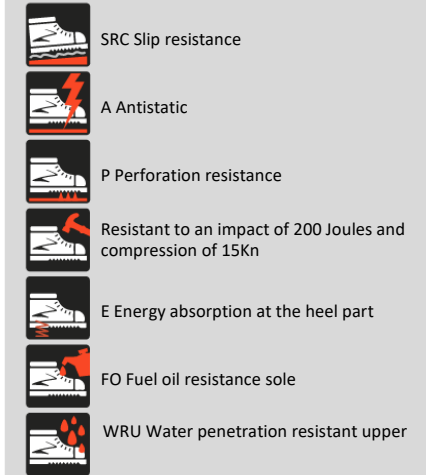 SRC Slip resistance
A Antistatic
P Perforation resistance
Resistant to an impact of 200 Joules and
compression of 15Kn
E Energy absorption at the heel part
FO Fuel oil resistance sole
WRU Water penetration resistant upper